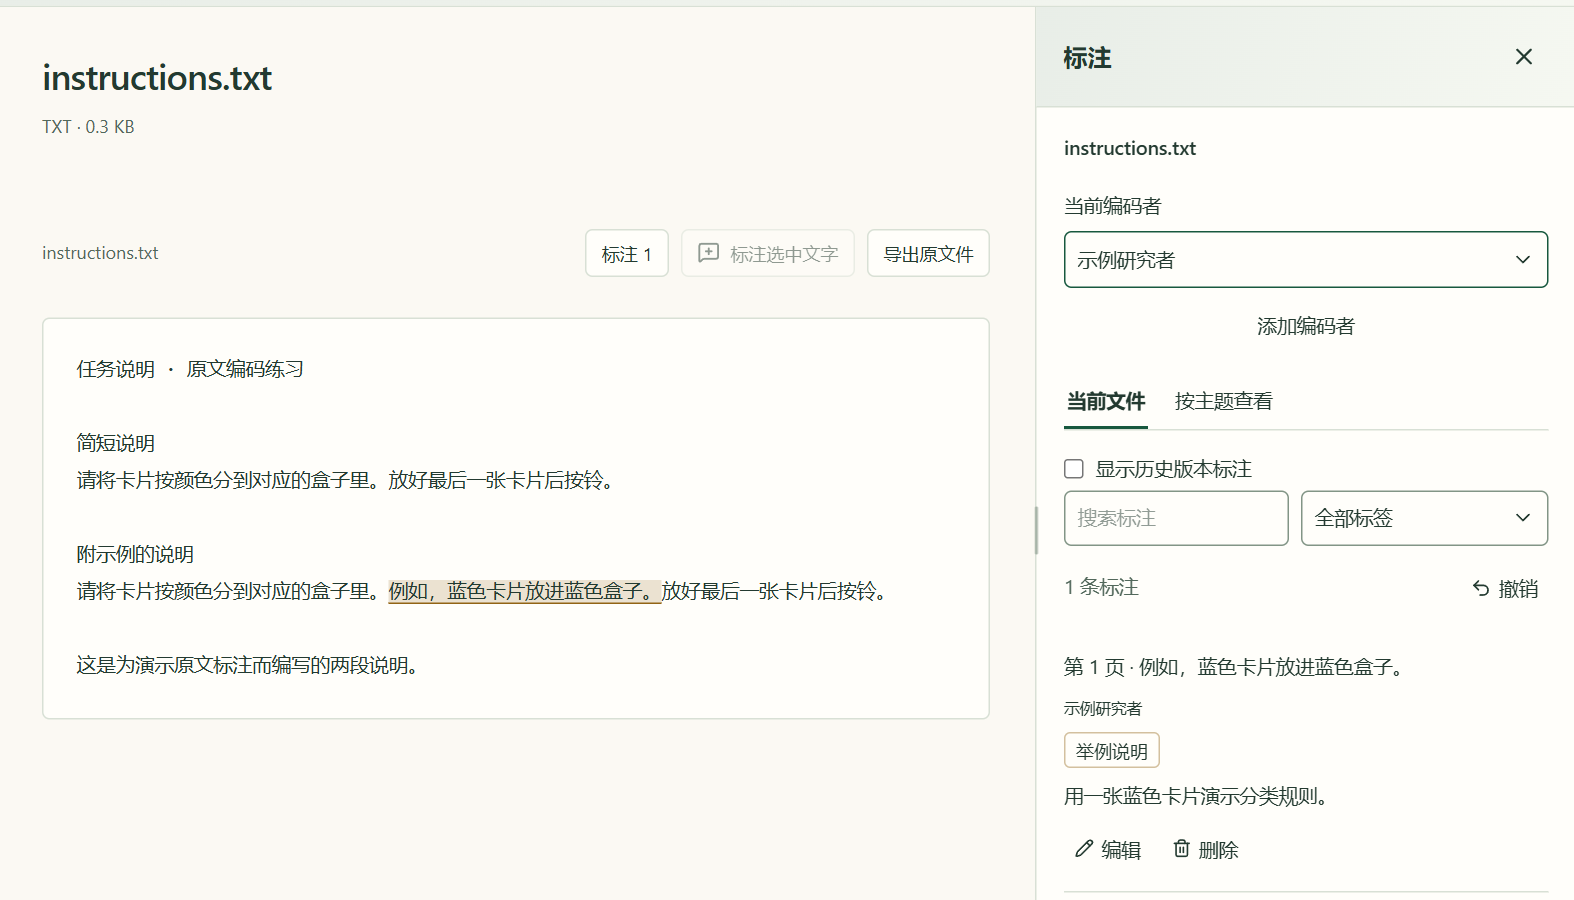 instructions.txt
TXT · 0.3 KB
instructions.txt
标注 1
标注选中文字
导出原文件
任务说明 · 原文编码练习
简短说明
请将卡片按颜色分到对应的盒子里。放好最后一张卡片后按铃。
附示例的说明
请将卡片按颜色分到对应的盒子里。例如，蓝色卡片放进蓝色盒子。放好最后一张卡片后按铃。
这是为演示原文标注而编写的两段说明。
标注
instructions.txt
当前编码者
示例研究者
添加编码者
当前文件 按主题查看
显示历史版本标注
搜索标注 全部标签
1 条标注 撤销
第 1 页 · 例如，蓝色卡片放进蓝色盒子。
示例研究者
举例说明
用一张蓝色卡片演示分类规则。
编辑 删除